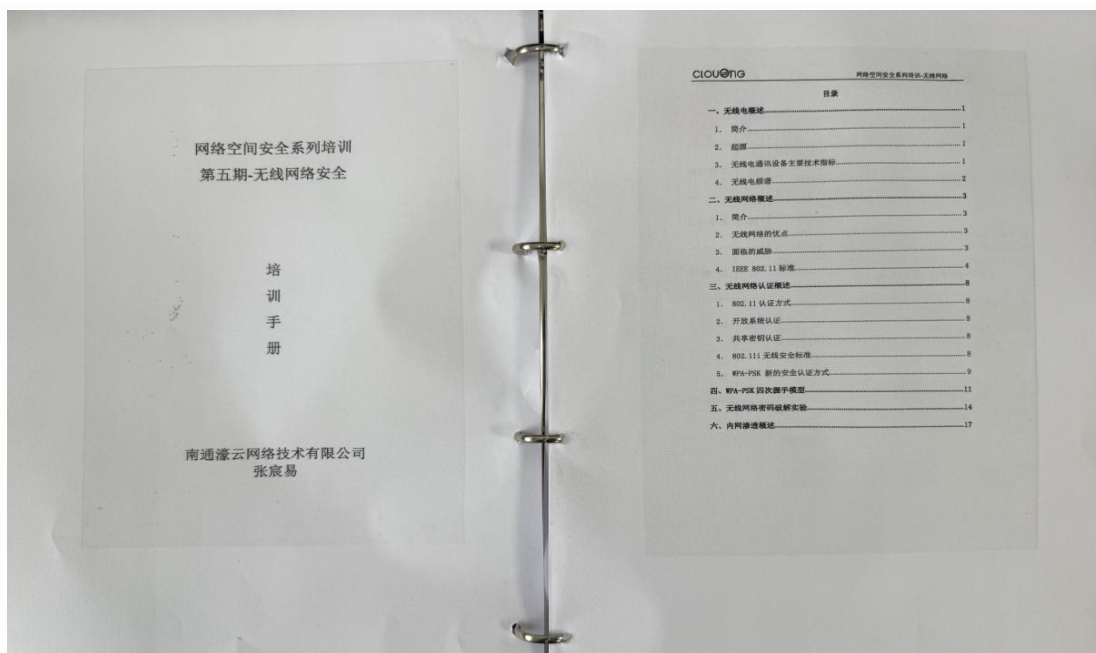 网络空间安全系列培训
第五期-无线网络安全
培
训
手
册
南通濠云网络技术有限公司
张宸易
CLOUDNG 网络空间安全系列培训-无线网络
目录
一、无线电概述1
1. 简介1
2. 起源1
3. 无线电通讯设备主要技术指标1
4. 无线电频谱2
二、无线网络概述3
1. 简介3
2. 无线网络的优点3
3. 面临的威胁3
4. IEEE 802.11标准4
三、无线网络认证概述8
1. 802.11认证方式8
2. 开放系统认证8
3. 共享密钥认证8
4. 802.11i无线安全标准8
5. WPA-PSK 新的安全认证方式9
四、WPA-PSK四次握手模型11
五、无线网络密码破解实验14
六、内网渗透概述17